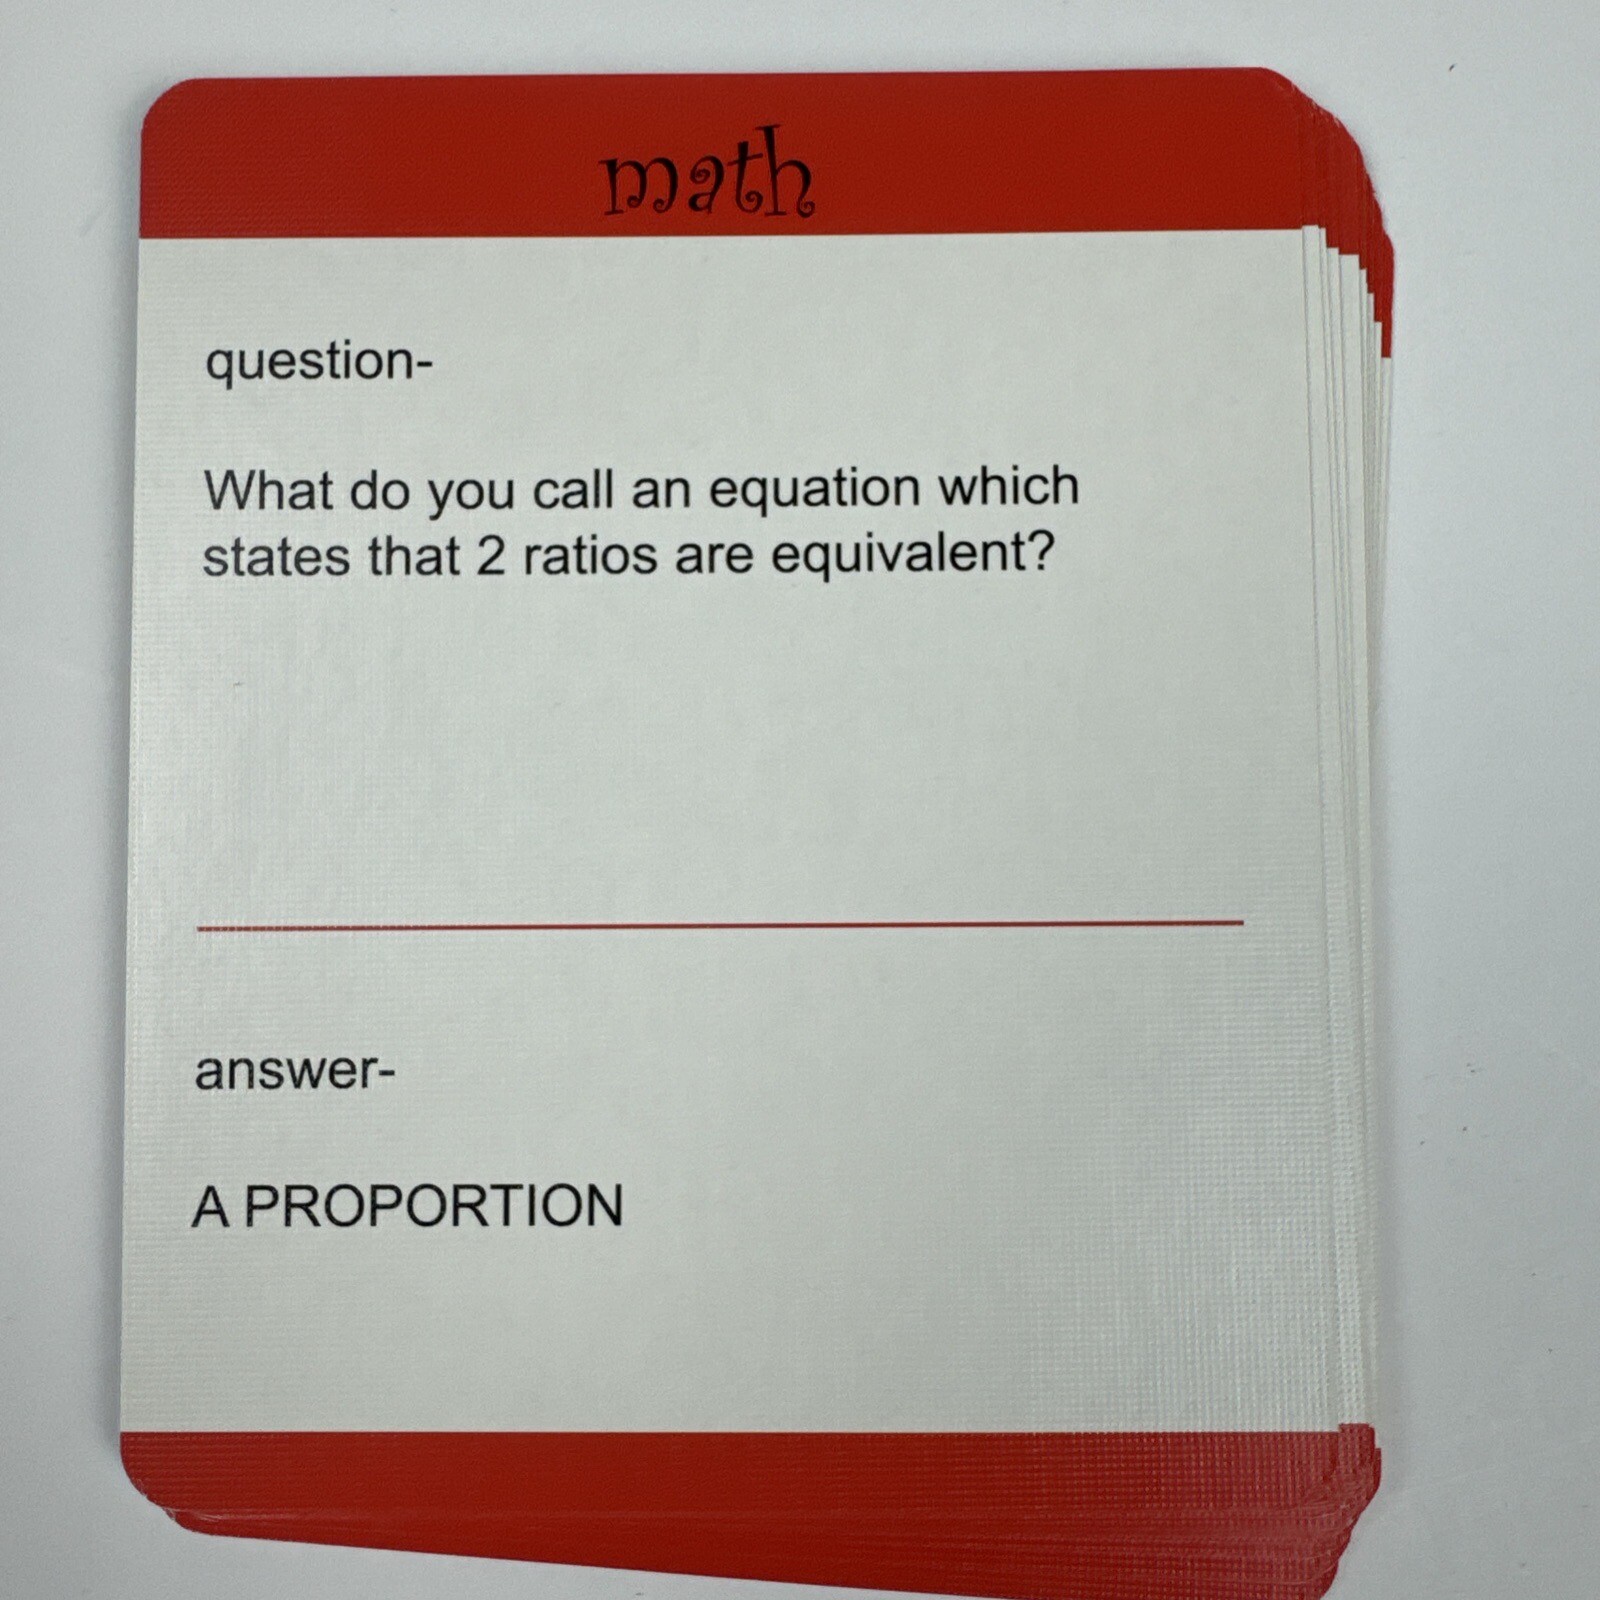 math
question-
What do you call an equation which
states that 2 ratios are equivalent?
answer-
A PROPORTION